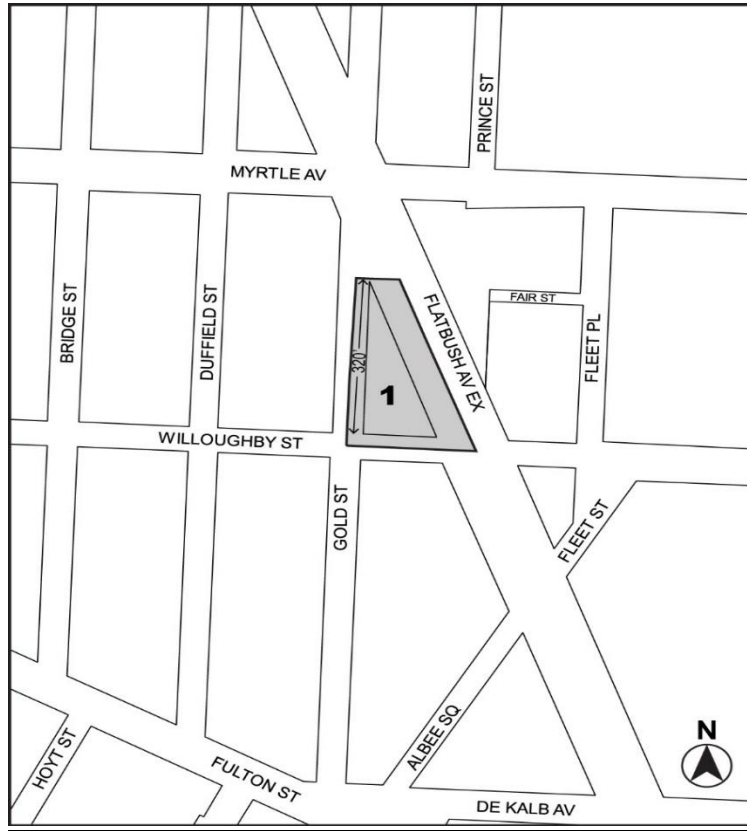 PRINCE ST
MYRTLE AV
BRIDGE ST
DUFFIELD ST
320'
1
FLATBUSH AV EX
FAIR ST
FLEET PL
WILLOUGHBY ST
GOLD ST
FLEET ST
ALBEE SQ
HOYT ST
FULTON ST
DE KALB AV
N